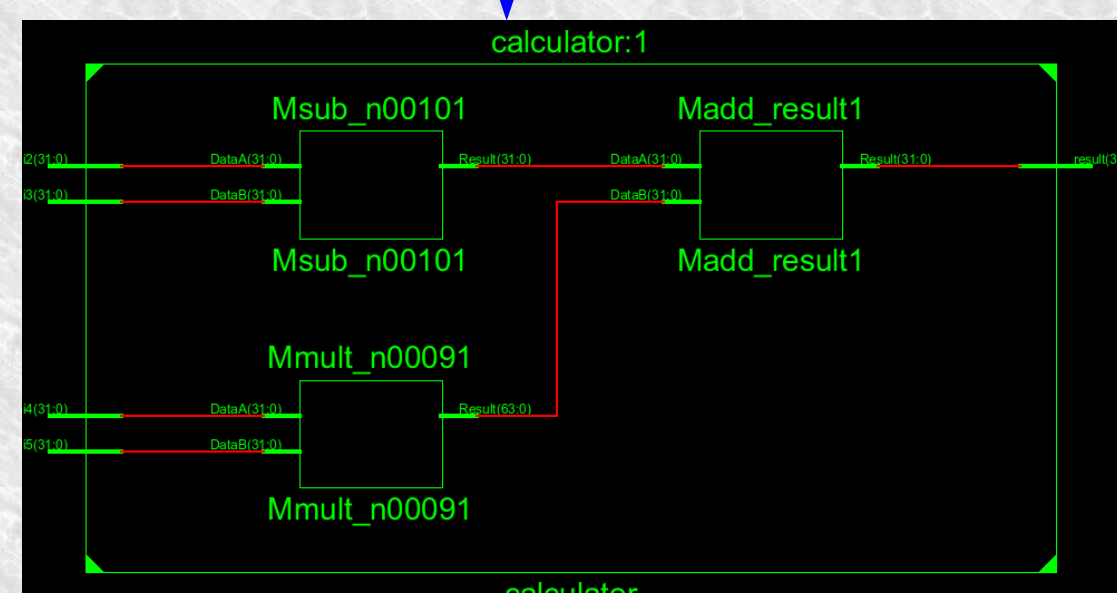 calculator:1
Msub_n00101
Madd_result1
i2(31:0)
DataA(31:0)
Result(31:0)
DataA(31:0)
Result(31:0)
i3(31:0)
DataB(31:0)
DataB(31:0)
Msub_n00101
Madd_result1
Mmult_n00091
i4(31:0)
DataA(31:0)
Result(63:0)
i5(31:0)
DataB(31:0)
Mmult_n00091
calculator